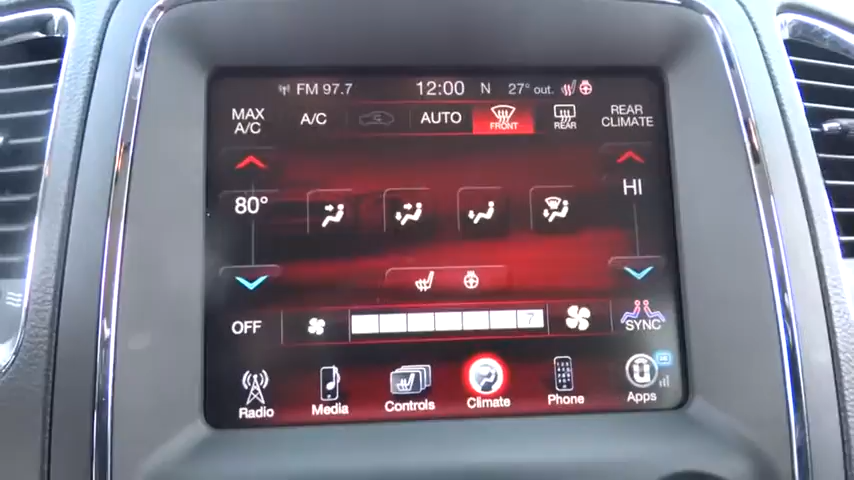 FM 97.7 12:00 N 27° out.
MAX A/C A/C AUTO FRONT REAR REAR CLIMATE
80° HI
7
OFF SYNC
Radio Media Controls Climate Phone Apps